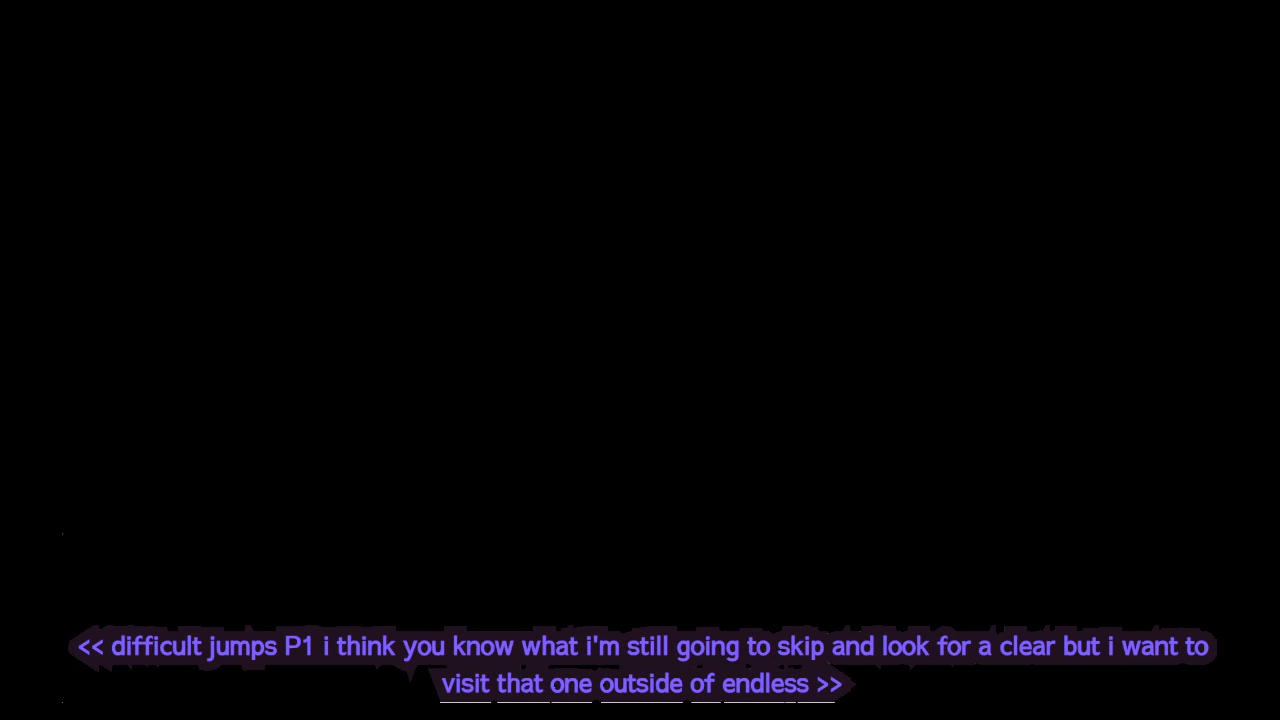 << difficult jumps P1 i think you know what i'm still going to skip and look for a clear but i want to
visit that one outside of endless >>